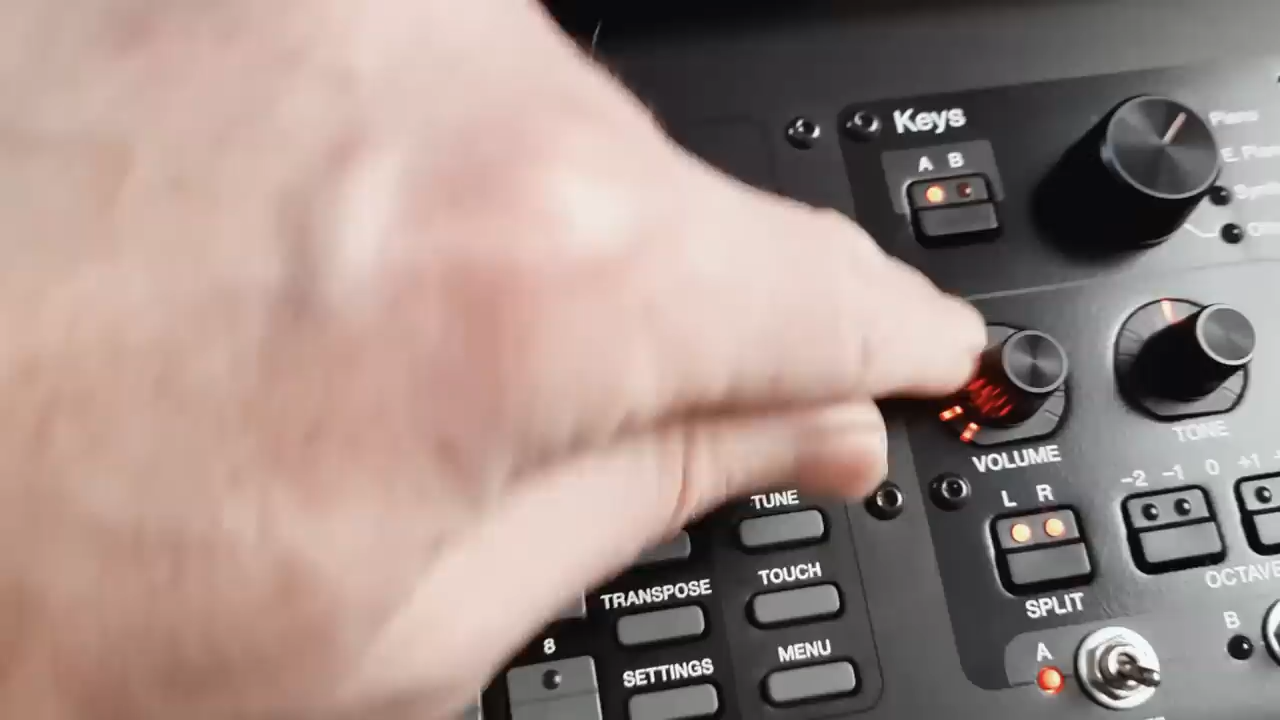 Keys
Piano
A B
VOLUME
TONE
-2 -1 0 +1
L R
TUNE
OCTAVE
TRANSPOSE
TOUCH
SPLIT
B
8
SETTINGS
MENU
A